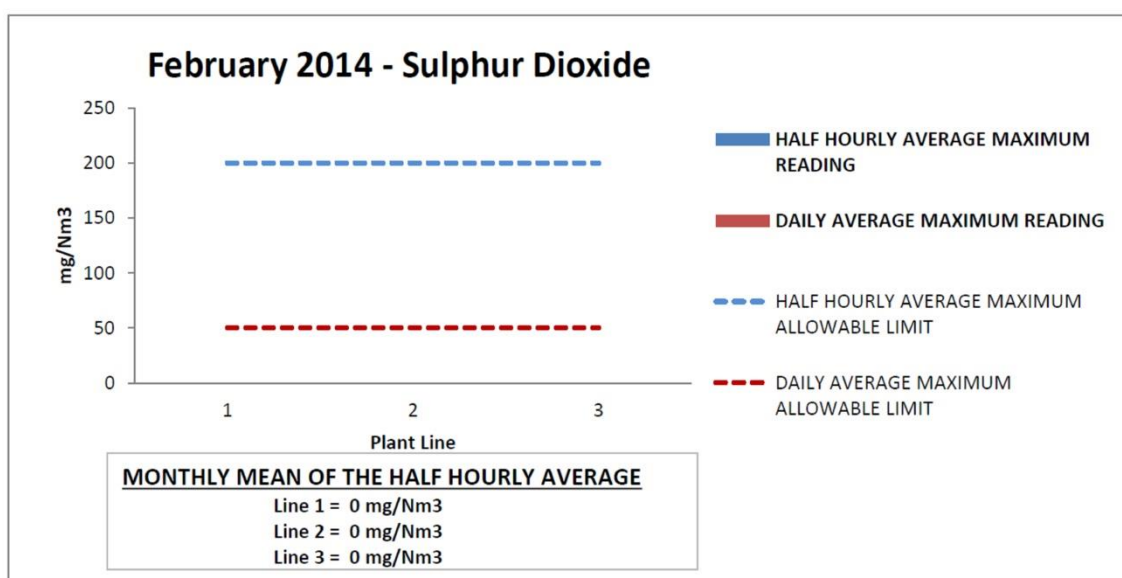 February 2014 - Sulphur Dioxide
250
200
150
100
50
0
mg/Nm3
1 2 3
Plant Line
HALF HOURLY AVERAGE MAXIMUM
READING
DAILY AVERAGE MAXIMUM READING
HALF HOURLY AVERAGE MAXIMUM
ALLOWABLE LIMIT
DAILY AVERAGE MAXIMUM
ALLOWABLE LIMIT
MONTHLY MEAN OF THE HALF HOURLY AVERAGE
Line 1 = 0 mg/Nm3
Line 2 = 0 mg/Nm3
Line 3 = 0 mg/Nm3